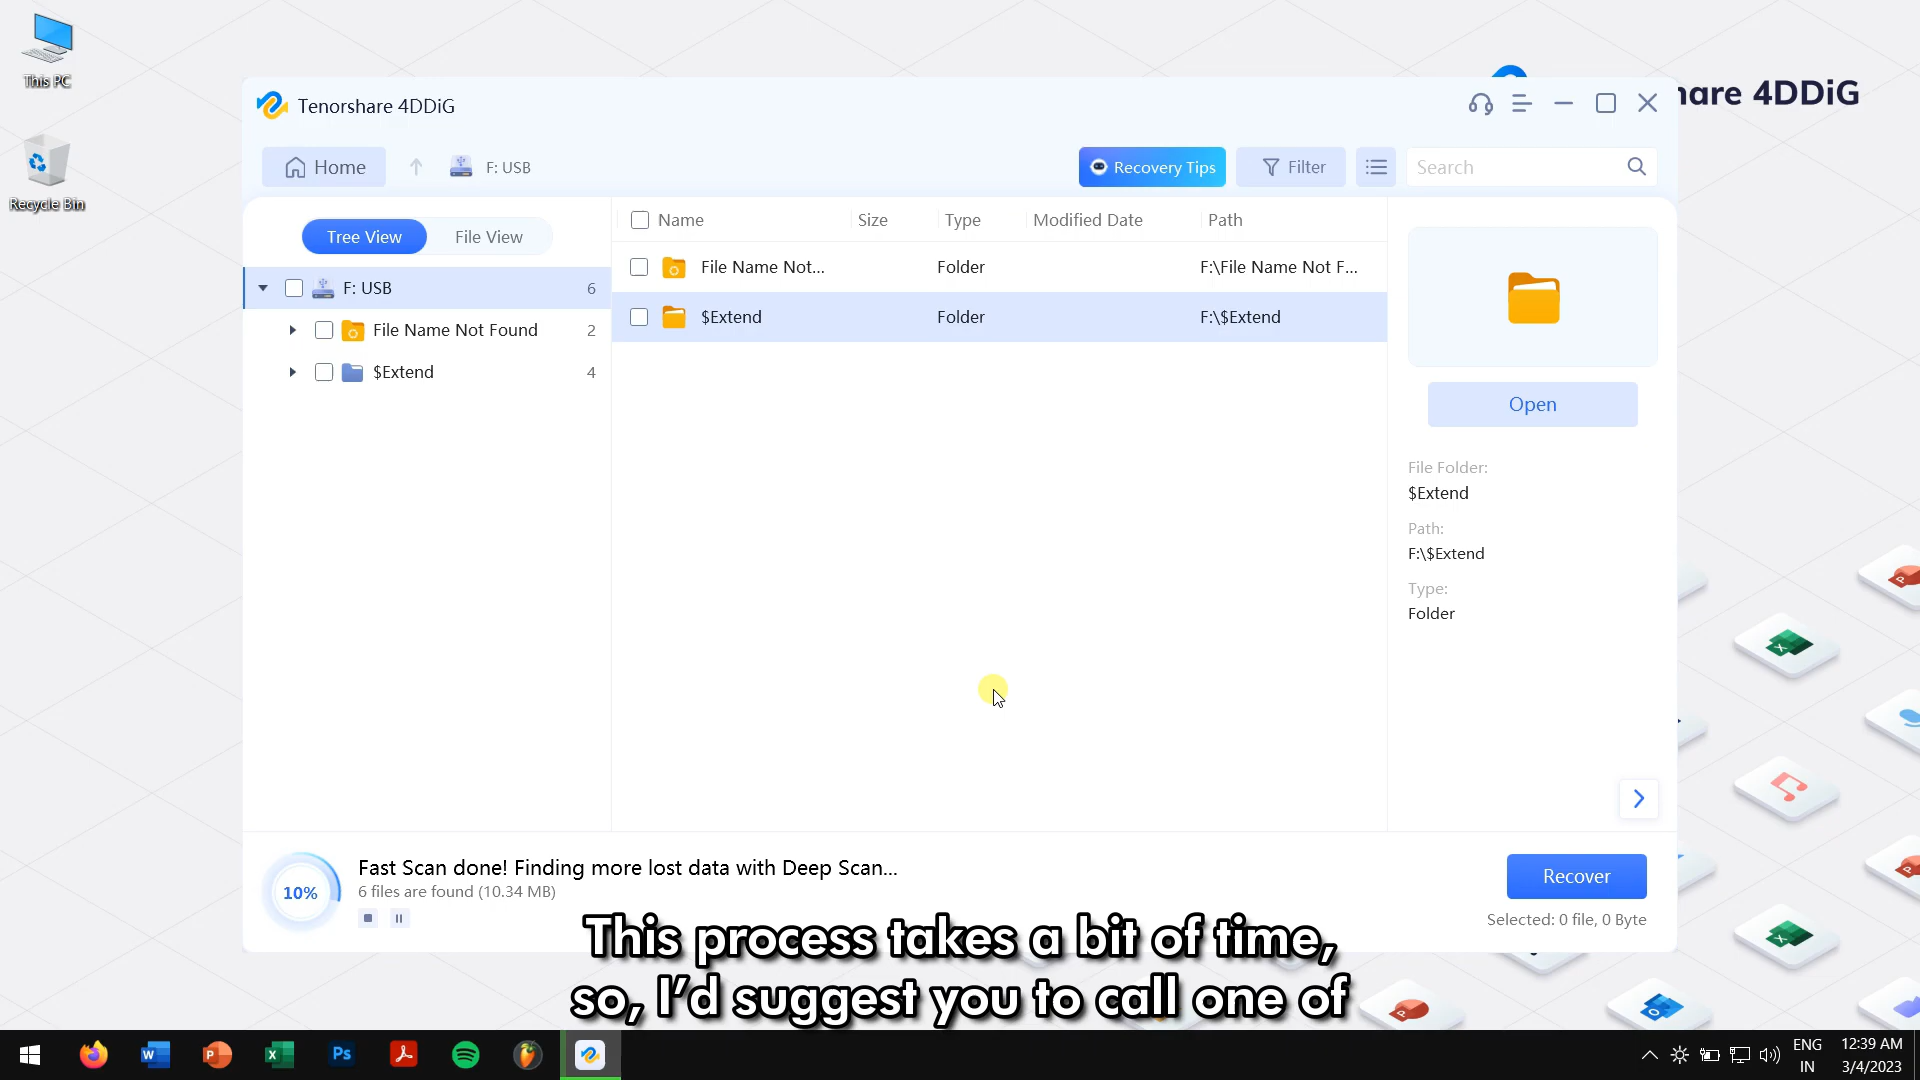 This PC
Recycle Bin
hare 4DDiG
Tenorshare 4DDiG
Home
F: USB
Recovery Tips
Filter
Search
Tree View
File View
F: USB 6
File Name Not Found 2
$Extend 4
Name Size Type Modified Date Path
File Name Not... Folder F:\File Name Not F...
$Extend Folder F:\$Extend
Open
File Folder:
$Extend
Path:
F:\$Extend
Type:
Folder
10%
Fast Scan done! Finding more lost data with Deep Scan...
6 files are found (10.34 MB)
Recover
Selected: 0 file, 0 Byte
This process takes a bit of time,
so, I'd suggest you to call one of
Ps
ENG
IN
12:39 AM
3/4/2023